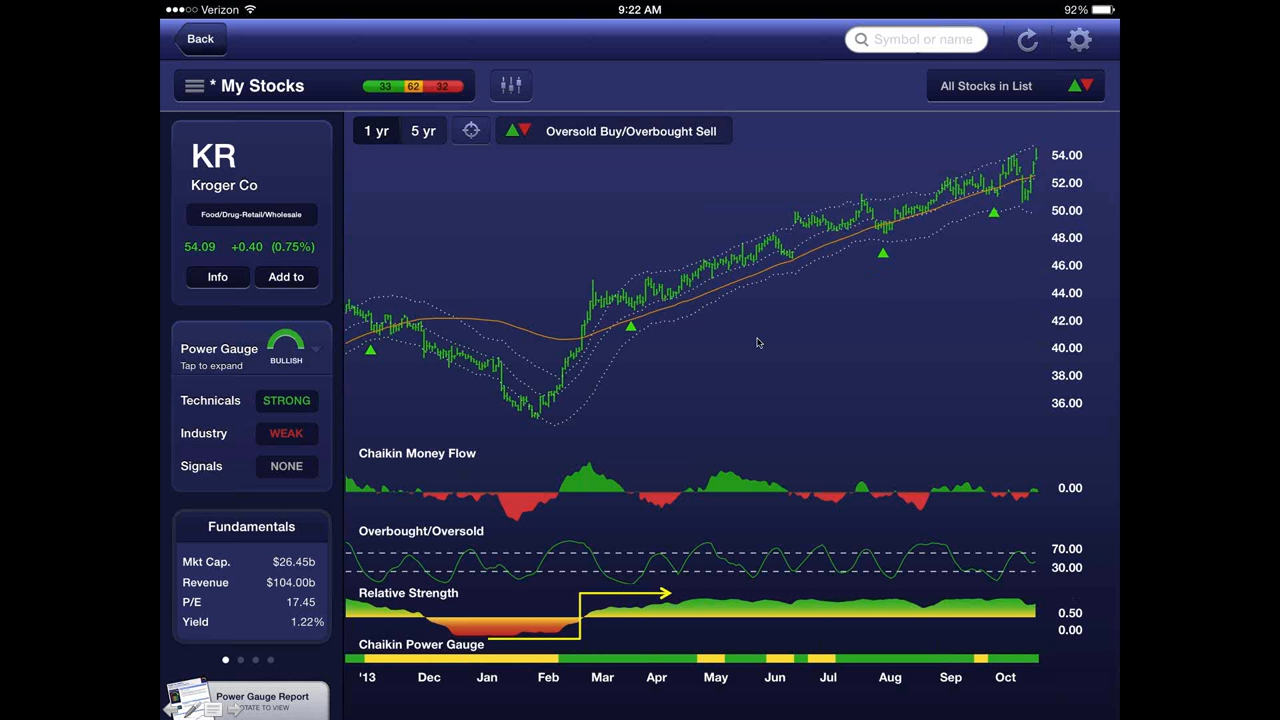 Verizon 9:22 AM 92%
Back Symbol or name
* My Stocks 33 62 32 All Stocks in List
1 yr 5 yr Oversold Buy/Overbought Sell
KR
Kroger Co
Food/Drug-Retail/Wholesale
54.09 +0.40 (0.75%)
Info Add to
Power Gauge
Tap to expand
BULLISH
Technicals STRONG
Industry WEAK
Signals NONE
Fundamentals
Mkt Cap. $26.45b
Revenue $104.00b
P/E 17.45
Yield 1.22%
Power Gauge Report
ROTATE TO VIEW
54.00
52.00
50.00
48.00
46.00
44.00
42.00
40.00
38.00
36.00
Chaikin Money Flow
0.00
Overbought/Oversold
70.00
30.00
Relative Strength
0.50
0.00
Chaikin Power Gauge
'13 Dec Jan Feb Mar Apr May Jun Jul Aug Sep Oct